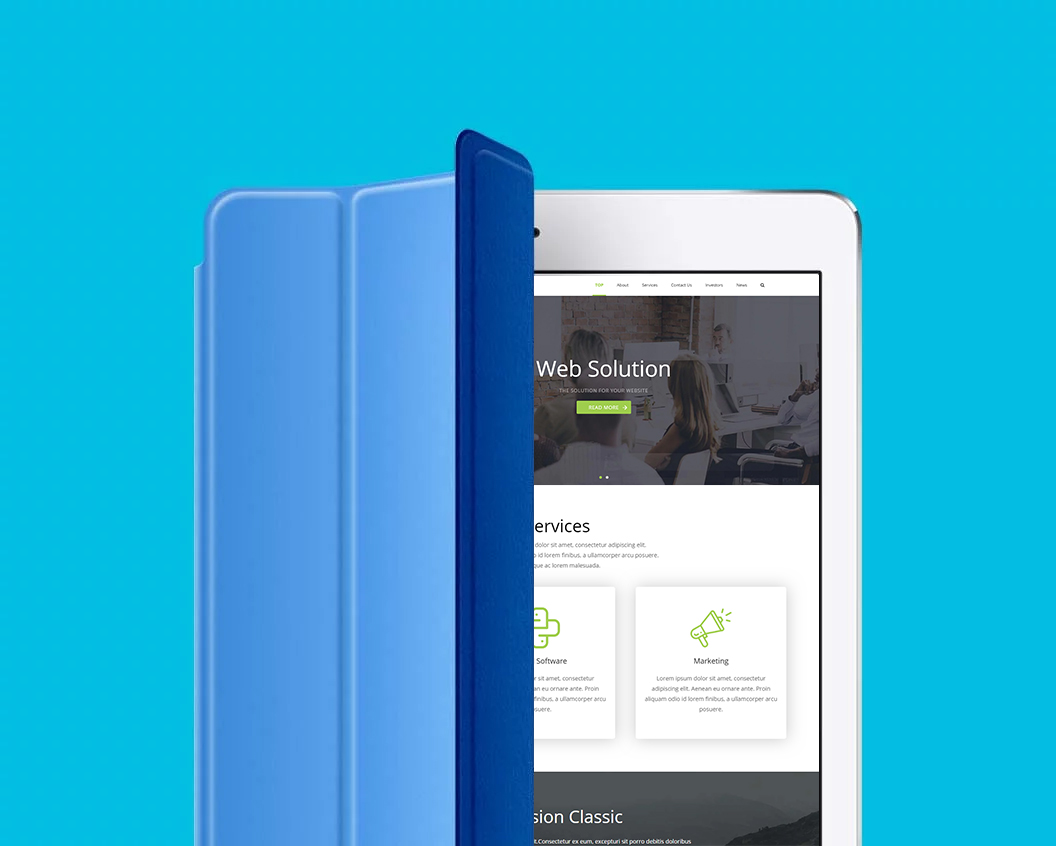 TOP About Services Contact Us Investors News
Web Solution
THE SOLUTION FOR YOUR WEBSITE
READ MORE
ervices
dolor sit amet, consectetur adipiscing elit.
o id lorem finibus, a ullamcorper arcu posuere.
que ac lorem malesuada.
Software
r sit amet, consectetur
an eu ornare ante. Proin
finibus, a ullamcorper arcu
suere.
Marketing
Lorem ipsum dolor sit amet, consectetur
adipiscing elit. Aenean eu ornare ante. Proin
aliquam odio id lorem finibus, a ullamcorper arcu
posuere.
sion Classic
it.Consectetur ex eum, excepturi sit porro debitis doloribus